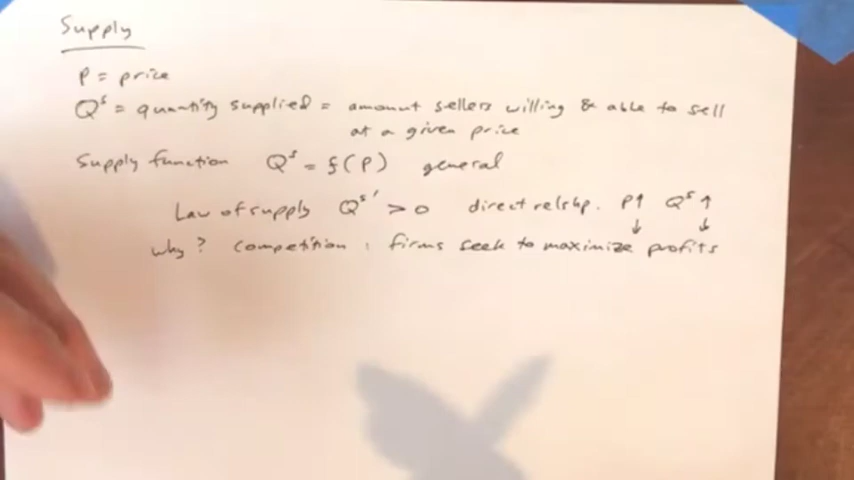 Supply
P = price
Q^s = quantity supplied = amount sellers willing & able to sell
at a given price
Supply function Q^s = f(P) general
Law of supply Q^s' > 0 direct relshp. P↑ Q^s ↑
↓ ↓
why? competition : firms seek to maximize profits